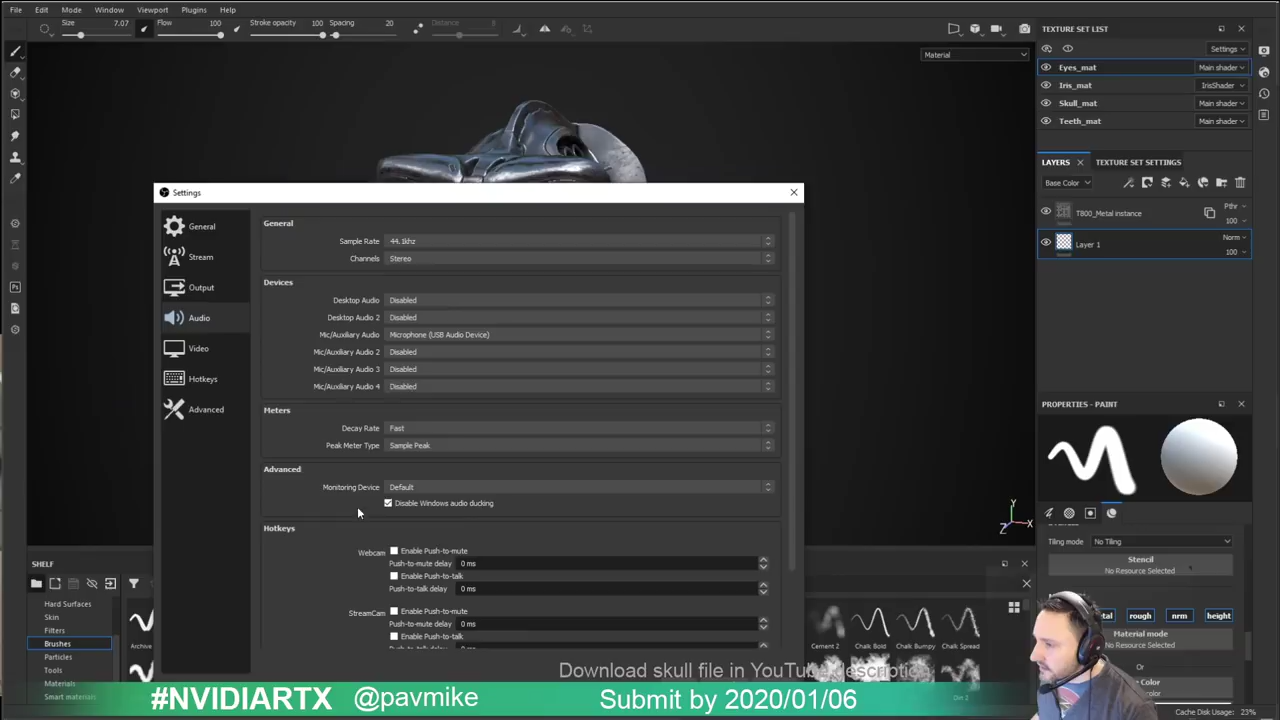 File Edit Mode Window Viewport Plugins Help
Size 7.07 Flow 100 Stroke opacity 100 Spacing 20 Distance 8
Material
TEXTURE SET LIST
Settings
Eyes_mat Main shader
Iris_mat IrisShader
Skull_mat Main shader
Teeth_mat Main shader
LAYERS TEXTURE SET SETTINGS
Base Color
T800_Metal instance Pthr 100
Layer 1 Norm 100
Settings
General
Stream
Output
Audio
Video
Hotkeys
Advanced
General
Sample Rate 44.1khz
Channels Stereo
Devices
Desktop Audio Disabled
Desktop Audio 2 Disabled
Mic/Auxiliary Audio Microphone (USB Audio Device)
Mic/Auxiliary Audio 2 Disabled
Mic/Auxiliary Audio 3 Disabled
Mic/Auxiliary Audio 4 Disabled
Meters
Decay Rate Fast
Peak Meter Type Sample Peak
Advanced
Monitoring Device Default
Disable Windows audio ducking
Hotkeys
Webcam Enable Push-to-mute
Push-to-mute delay 0 ms
Enable Push-to-talk
Push-to-talk delay 0 ms
StreamCam Enable Push-to-mute
Push-to-mute delay 0 ms
Enable Push-to-talk
PROPERTIES - PAINT
Tiling mode No Tiling
Stencil
No Resource Selected
rough nrm height
Material mode
No Resource Selected
Or
Y
X
Z
Ps
SHELF
Hard Surfaces
Skin
Filters
Brushes
Particles
Tools
Materials
Smart materials
Archive
Cement 2 Chalk Bold Chalk Bumpy Chalk Spread
Download skull file in YouTube description
#NVIDIARTX @pavmike Submit by 2020/01/06
Cache Disk Usage: 23%